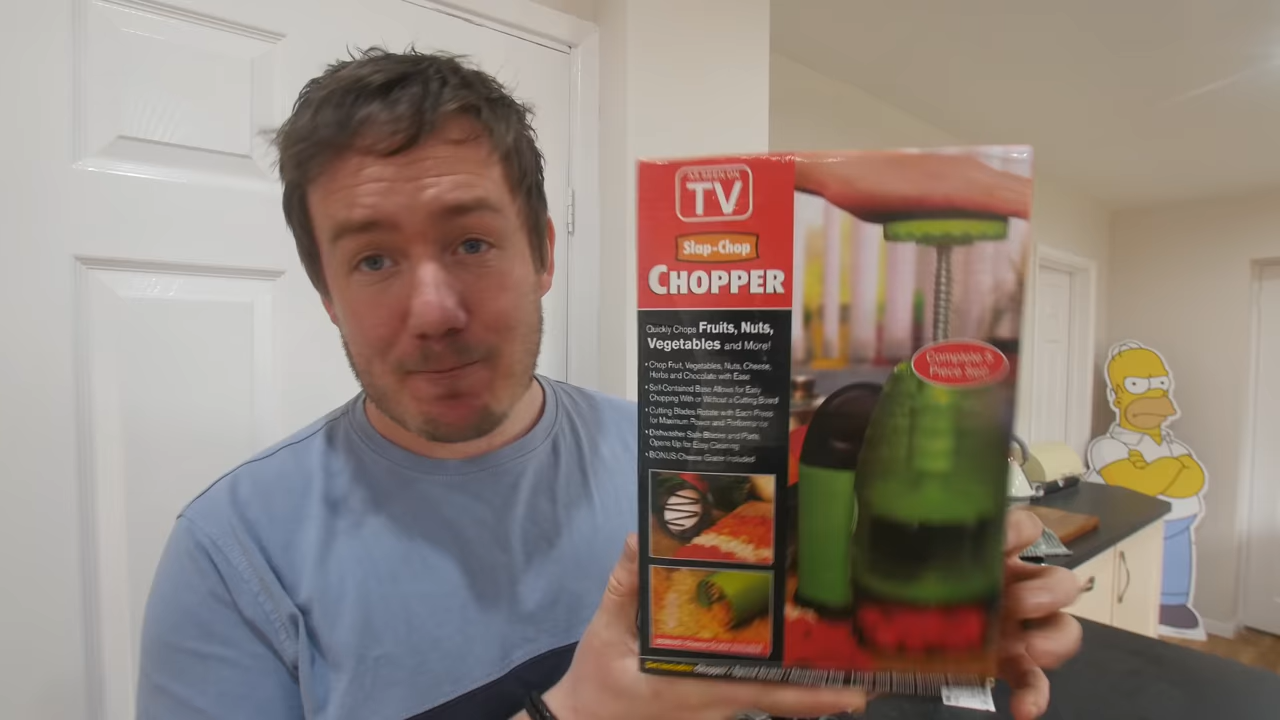 AS SEEN ON
TV
Slap-Chop
CHOPPER
Quickly Chops Fruits, Nuts,
Vegetables and More!
• Chop Fruit, Vegetables, Nuts, Cheese,
Herbs and Chocolate with Ease
• Self-Contained Base Allows for Easy
Chopping With or Without a Cutting Board
• Cutting Blades Rotate with Each Press
for Maximum Power and Performance
• Dishwasher Safe Blades and Parts
Opens Up for Easy Cleaning
• BONUS Cheese Grater Included!
Complete 3
Piece Set!